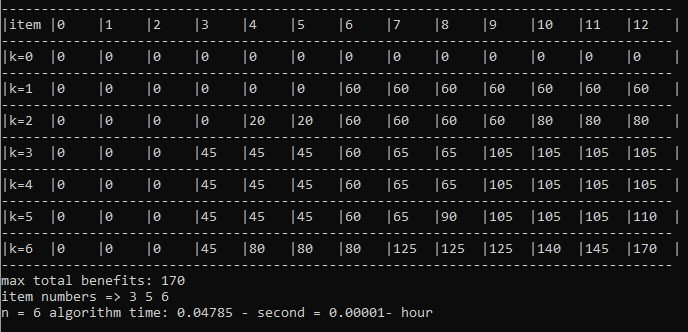 |item |0 |1 |2 |3 |4 |5 |6 |7 |8 |9 |10 |11 |12 |
|k=0 |0 |0 |0 |0 |0 |0 |0 |0 |0 |0 |0 |0 |0 |
|k=1 |0 |0 |0 |0 |0 |0 |60 |60 |60 |60 |60 |60 |60 |
|k=2 |0 |0 |0 |0 |20 |20 |60 |60 |60 |60 |80 |80 |80 |
|k=3 |0 |0 |0 |45 |45 |45 |60 |65 |65 |105 |105 |105 |105 |
|k=4 |0 |0 |0 |45 |45 |45 |60 |65 |65 |105 |105 |105 |105 |
|k=5 |0 |0 |0 |45 |45 |45 |60 |65 |90 |105 |105 |105 |110 |
|k=6 |0 |0 |0 |45 |80 |80 |80 |125 |125 |125 |140 |145 |170 |
max total benefits: 170
item numbers => 3 5 6
n = 6 algorithm time: 0.04785 - second = 0.00001- hour